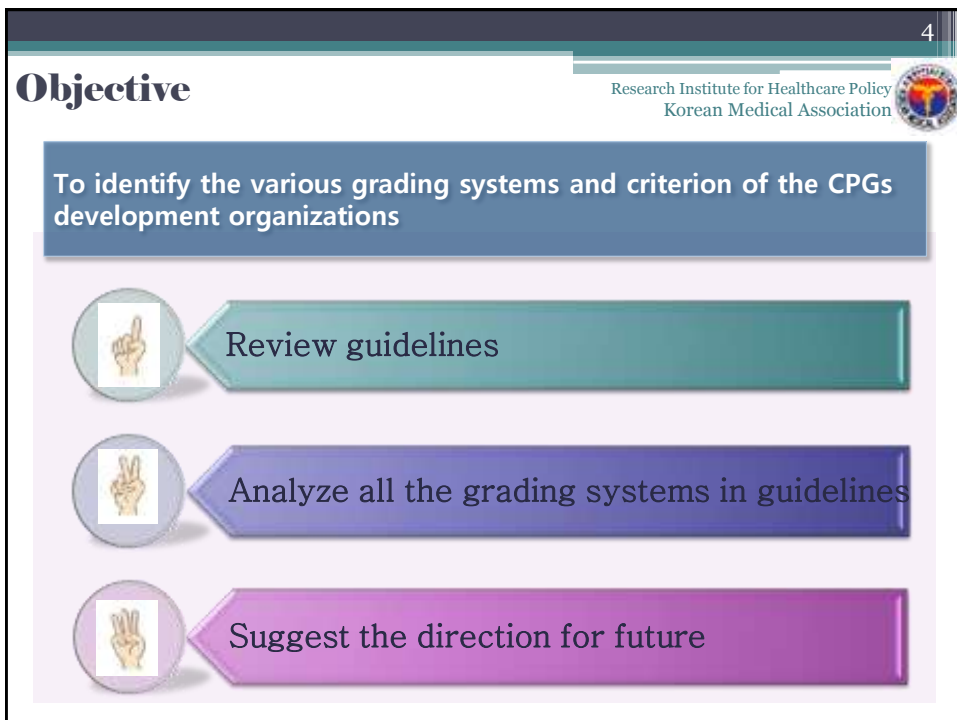 4
Objective
Research Institute for Healthcare Policy
Korean Medical Association
To identify the various grading systems and criterion of the CPGs
development organizations
Review guidelines
Analyze all the grading systems in guidelines
Suggest the direction for future